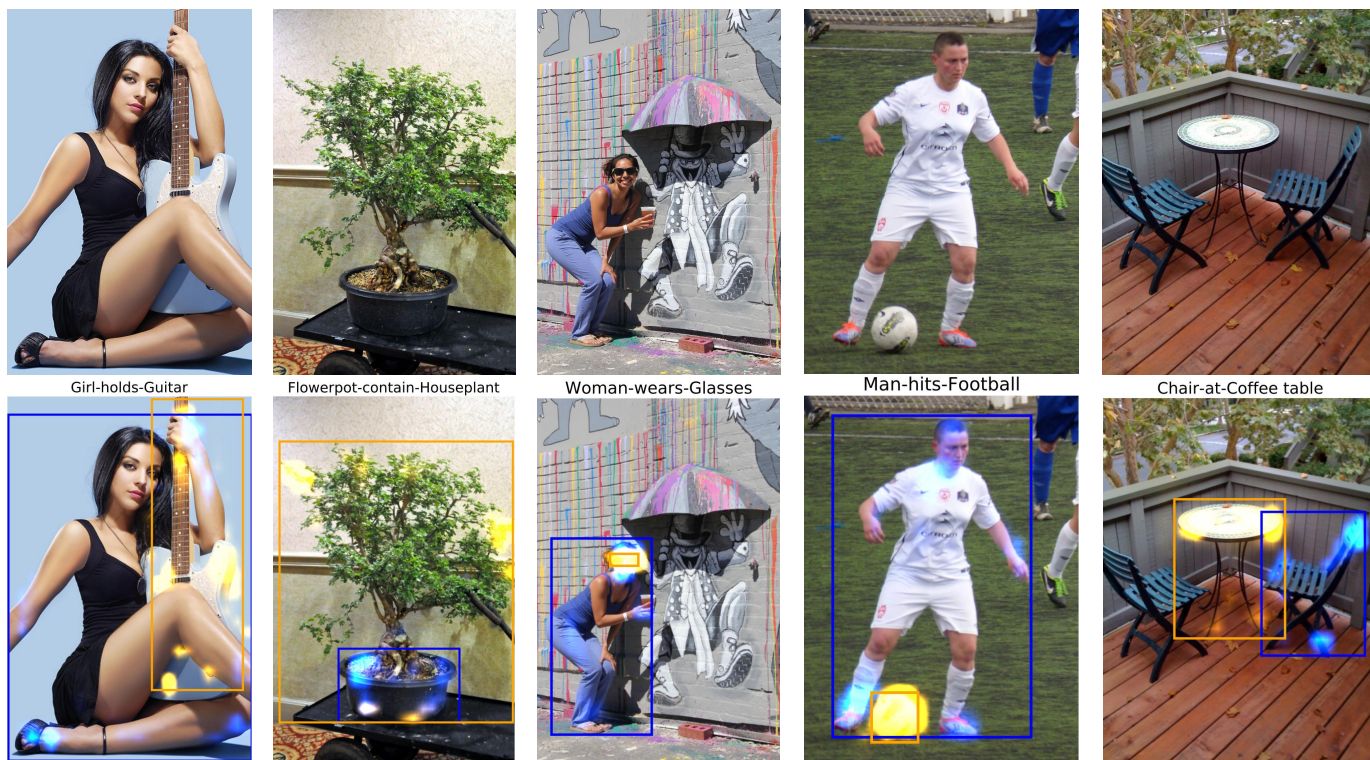 Girl-holds-Guitar
Flowerpot-contain-Houseplant
Woman-wears-Glasses
Man-hits-Football
Chair-at-Coffee table